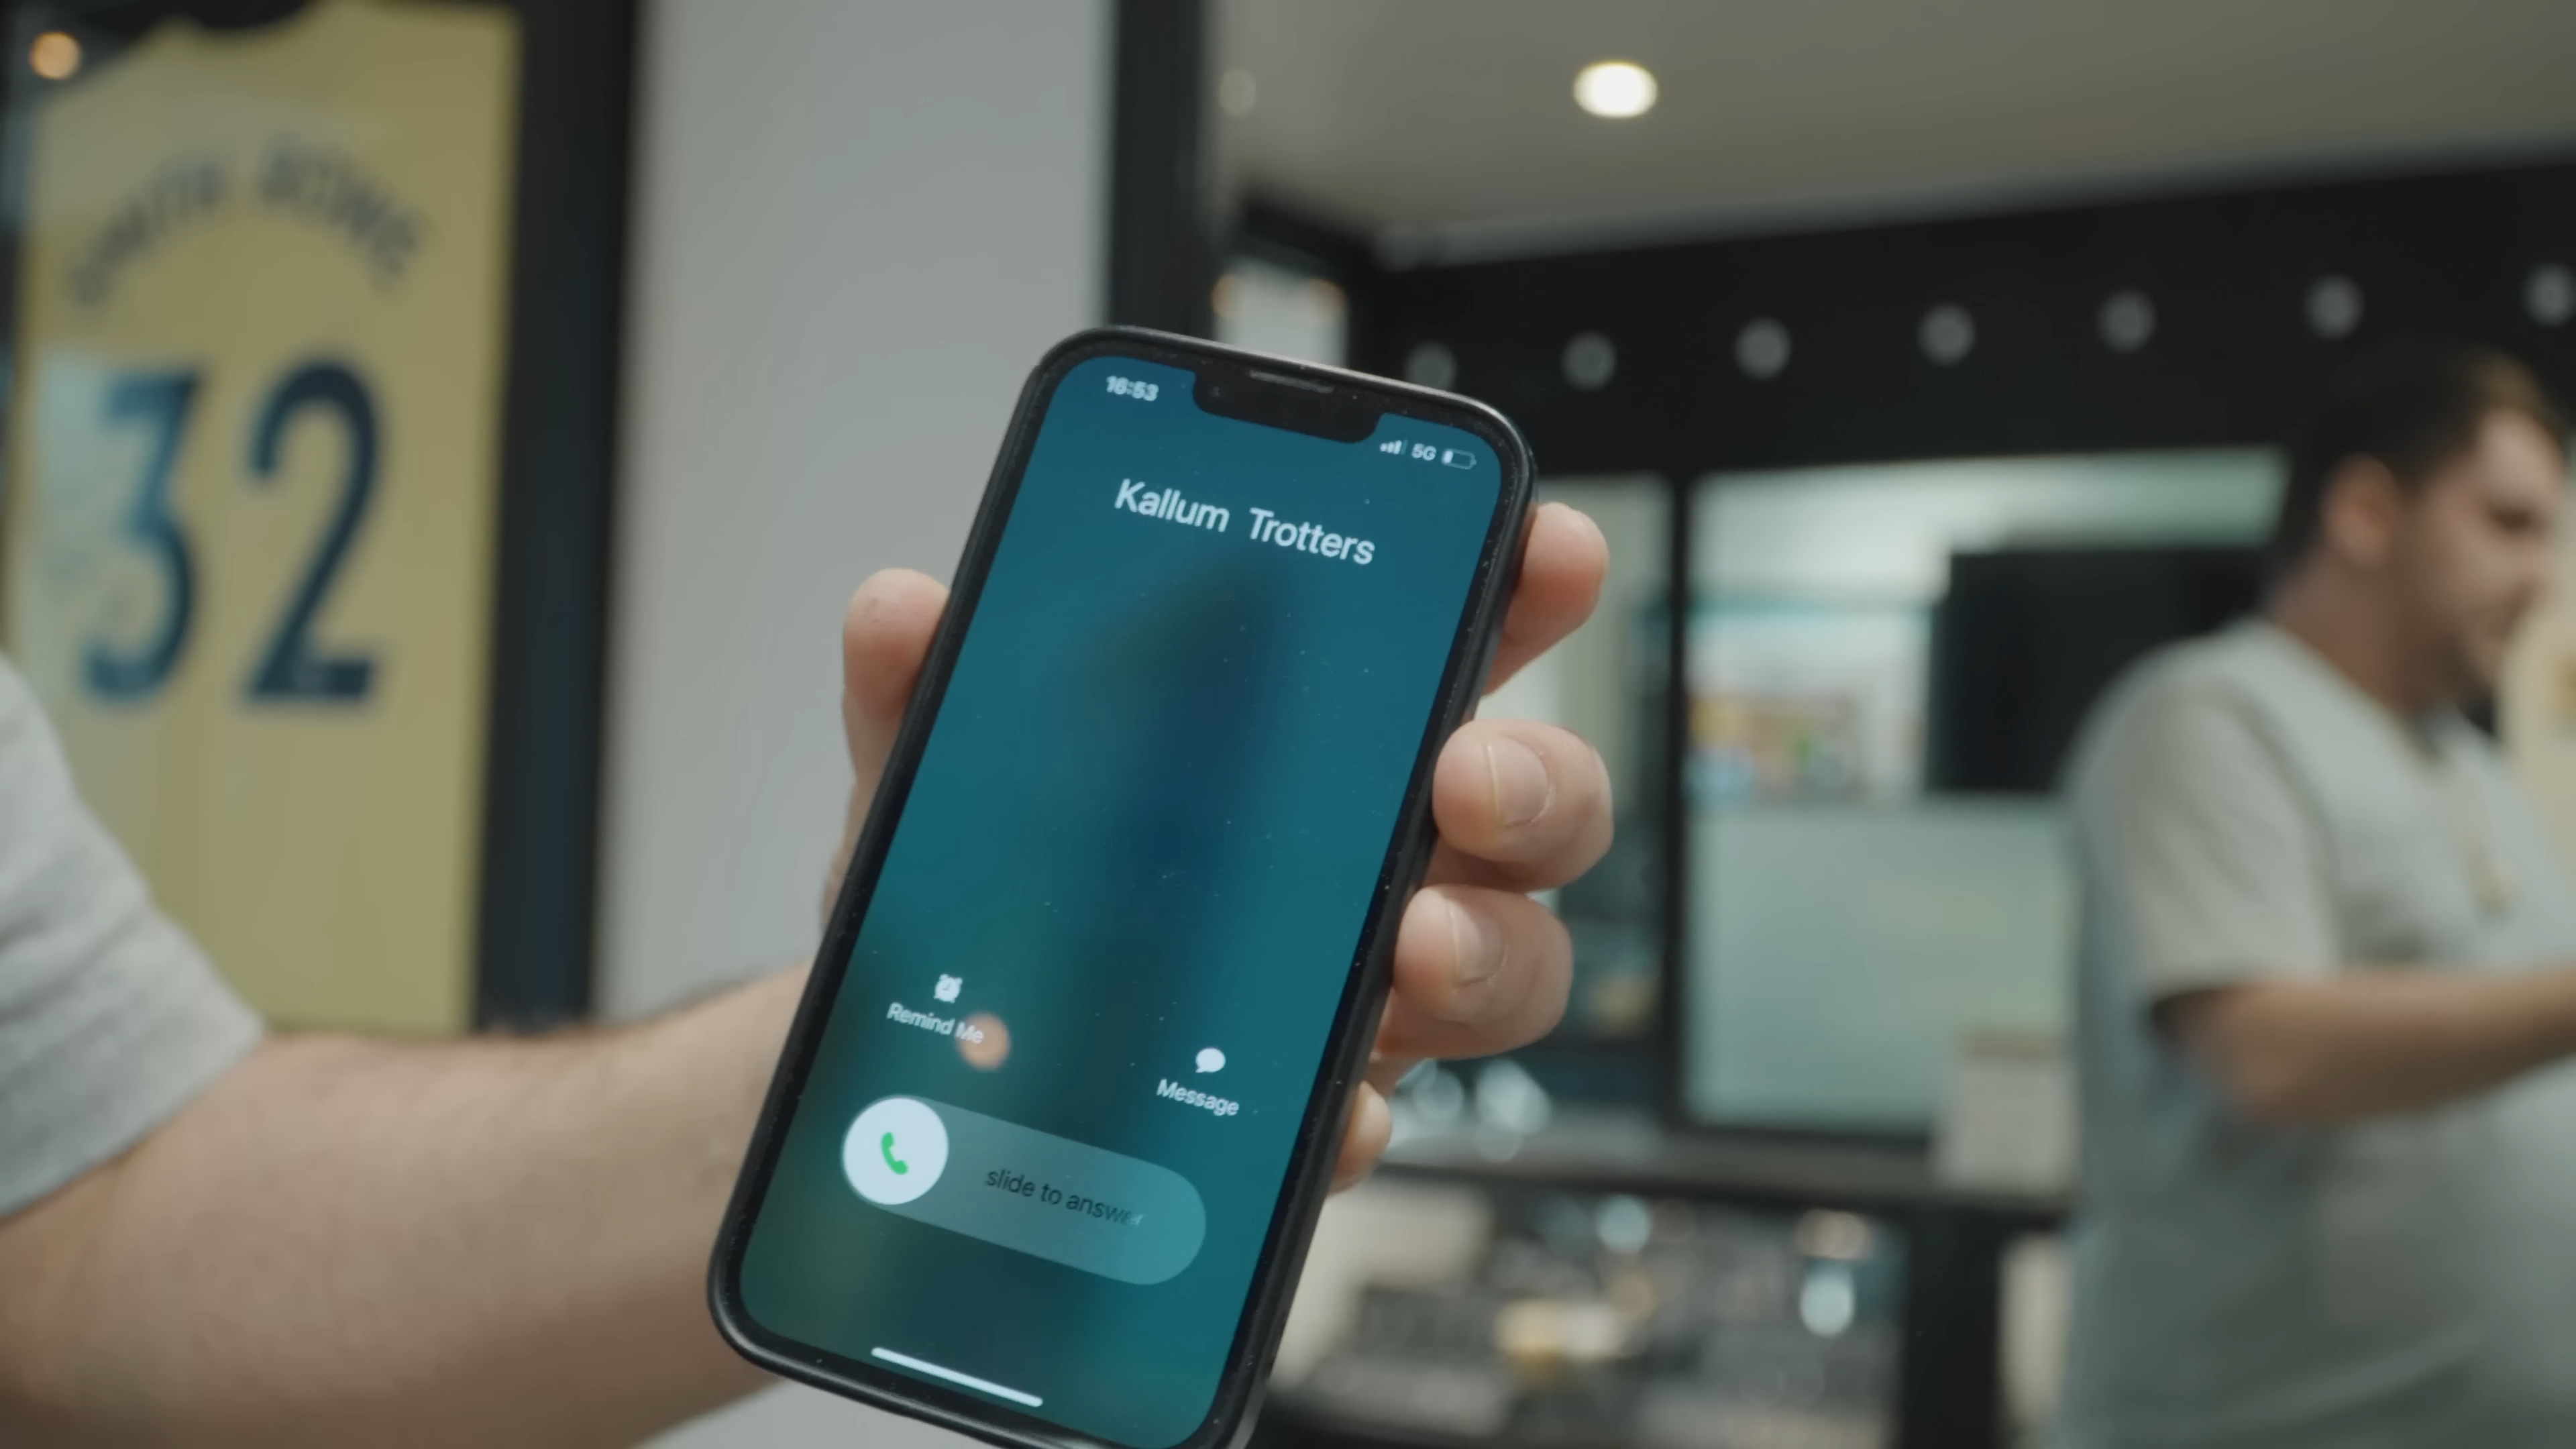 32
16:53
5G
Kallum Trotters
Remind Me
Message
slide to answer